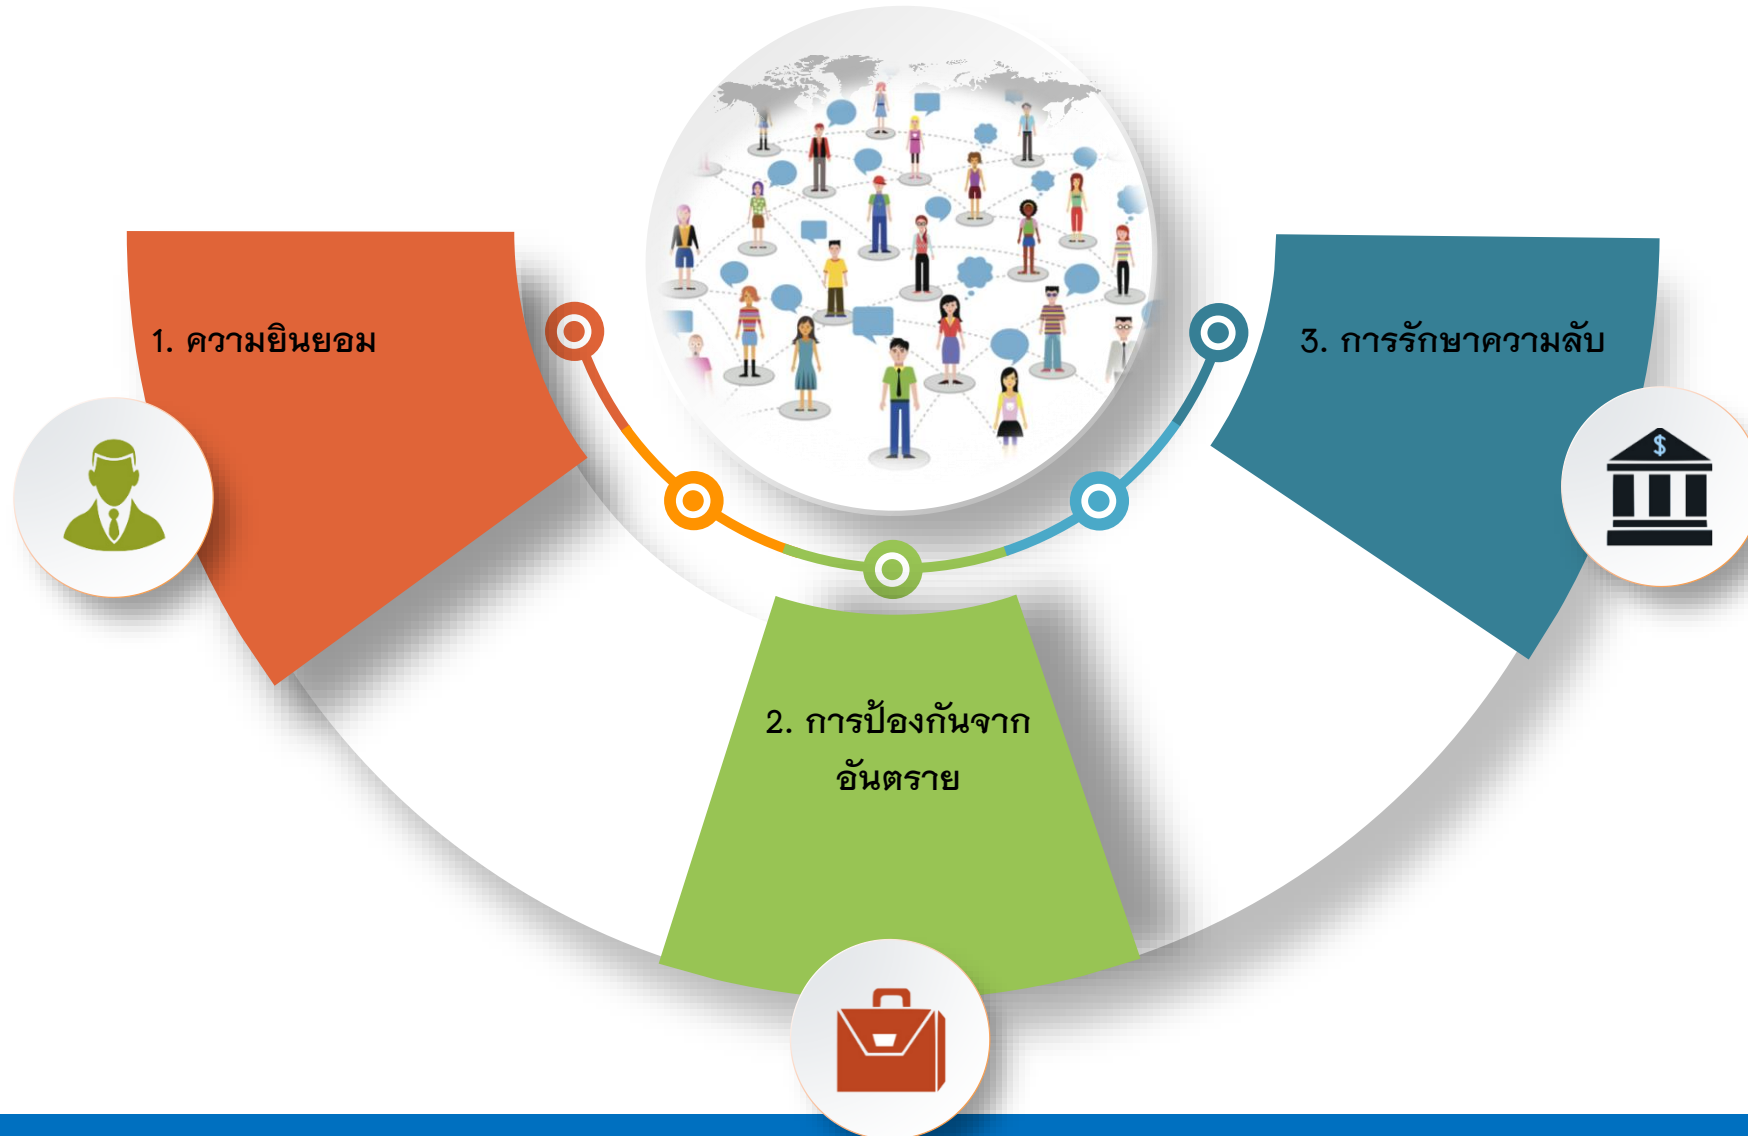 1. ความยินยอม
3. การรักษาความลับ
2. การป้องกันจาก
อันตราย
$